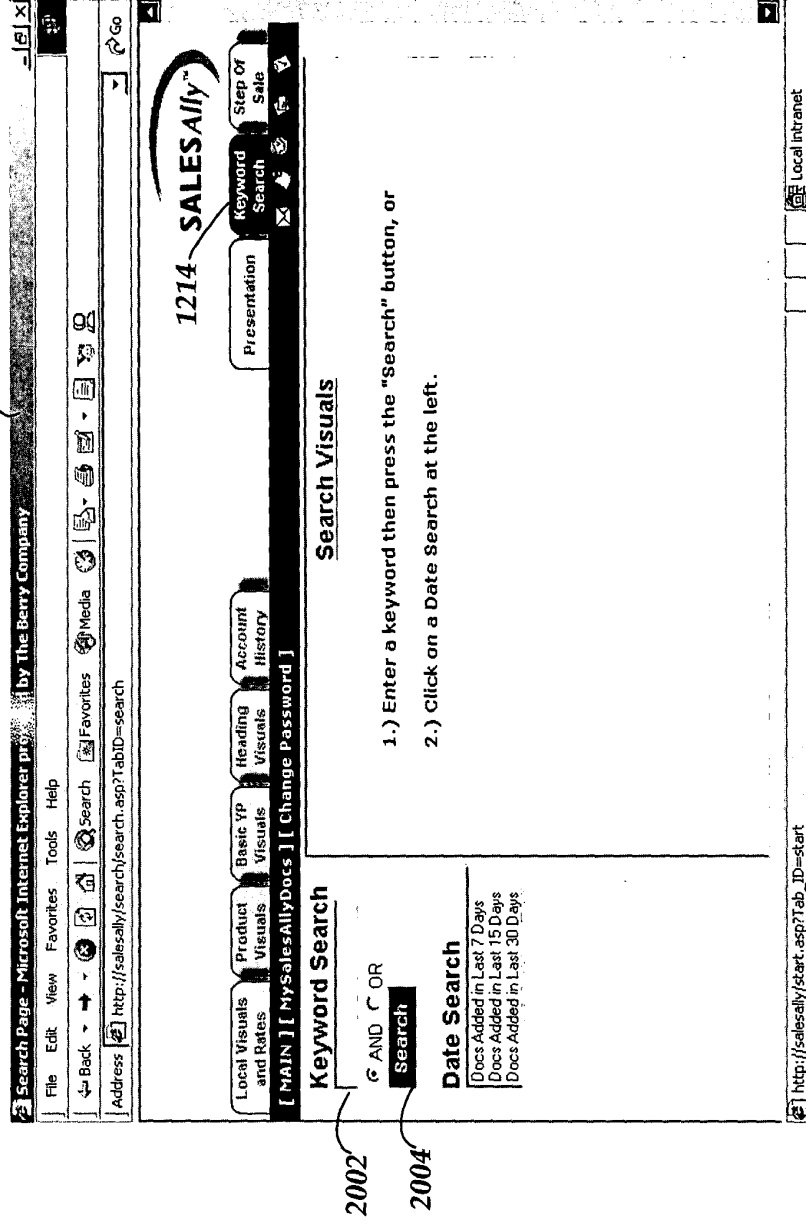 Search Page - Microsoft Internet Explorer pro by The Berry Company
File Edit View Favorites Tools Help
Back Search Favorites Media
Address http://salesally/search/search.asp?TabID=search Go
1214 SALESAlly™
Local Visuals and Rates
Product Visuals
Basic YP Visuals
Heading Visuals
Account History
Presentation
Keyword Search
Step Of Sale
[ MAIN ] [ MySalesAllyDocs ] [ Change Password ]
Keyword Search
2002
AND OR
Search
2004
Date Search
Docs Added in Last 7 Days
Docs Added in Last 15 Days
Docs Added in Last 30 Days
Search Visuals
1.) Enter a keyword then press the "Search" button, or
2.) Click on a Date Search at the left.
http://salesally/start.asp?Tab_ID=start Local intranet